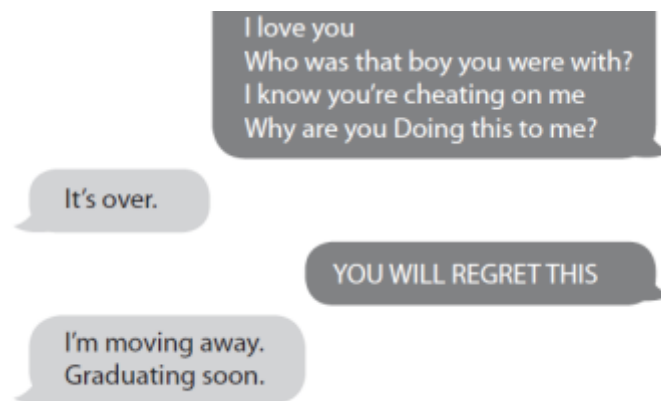 I love you
Who was that boy you were with?
I know you’re cheating on me
Why are you Doing this to me?
It’s over.
YOU WILL REGRET THIS
I’m moving away.
Graduating soon.